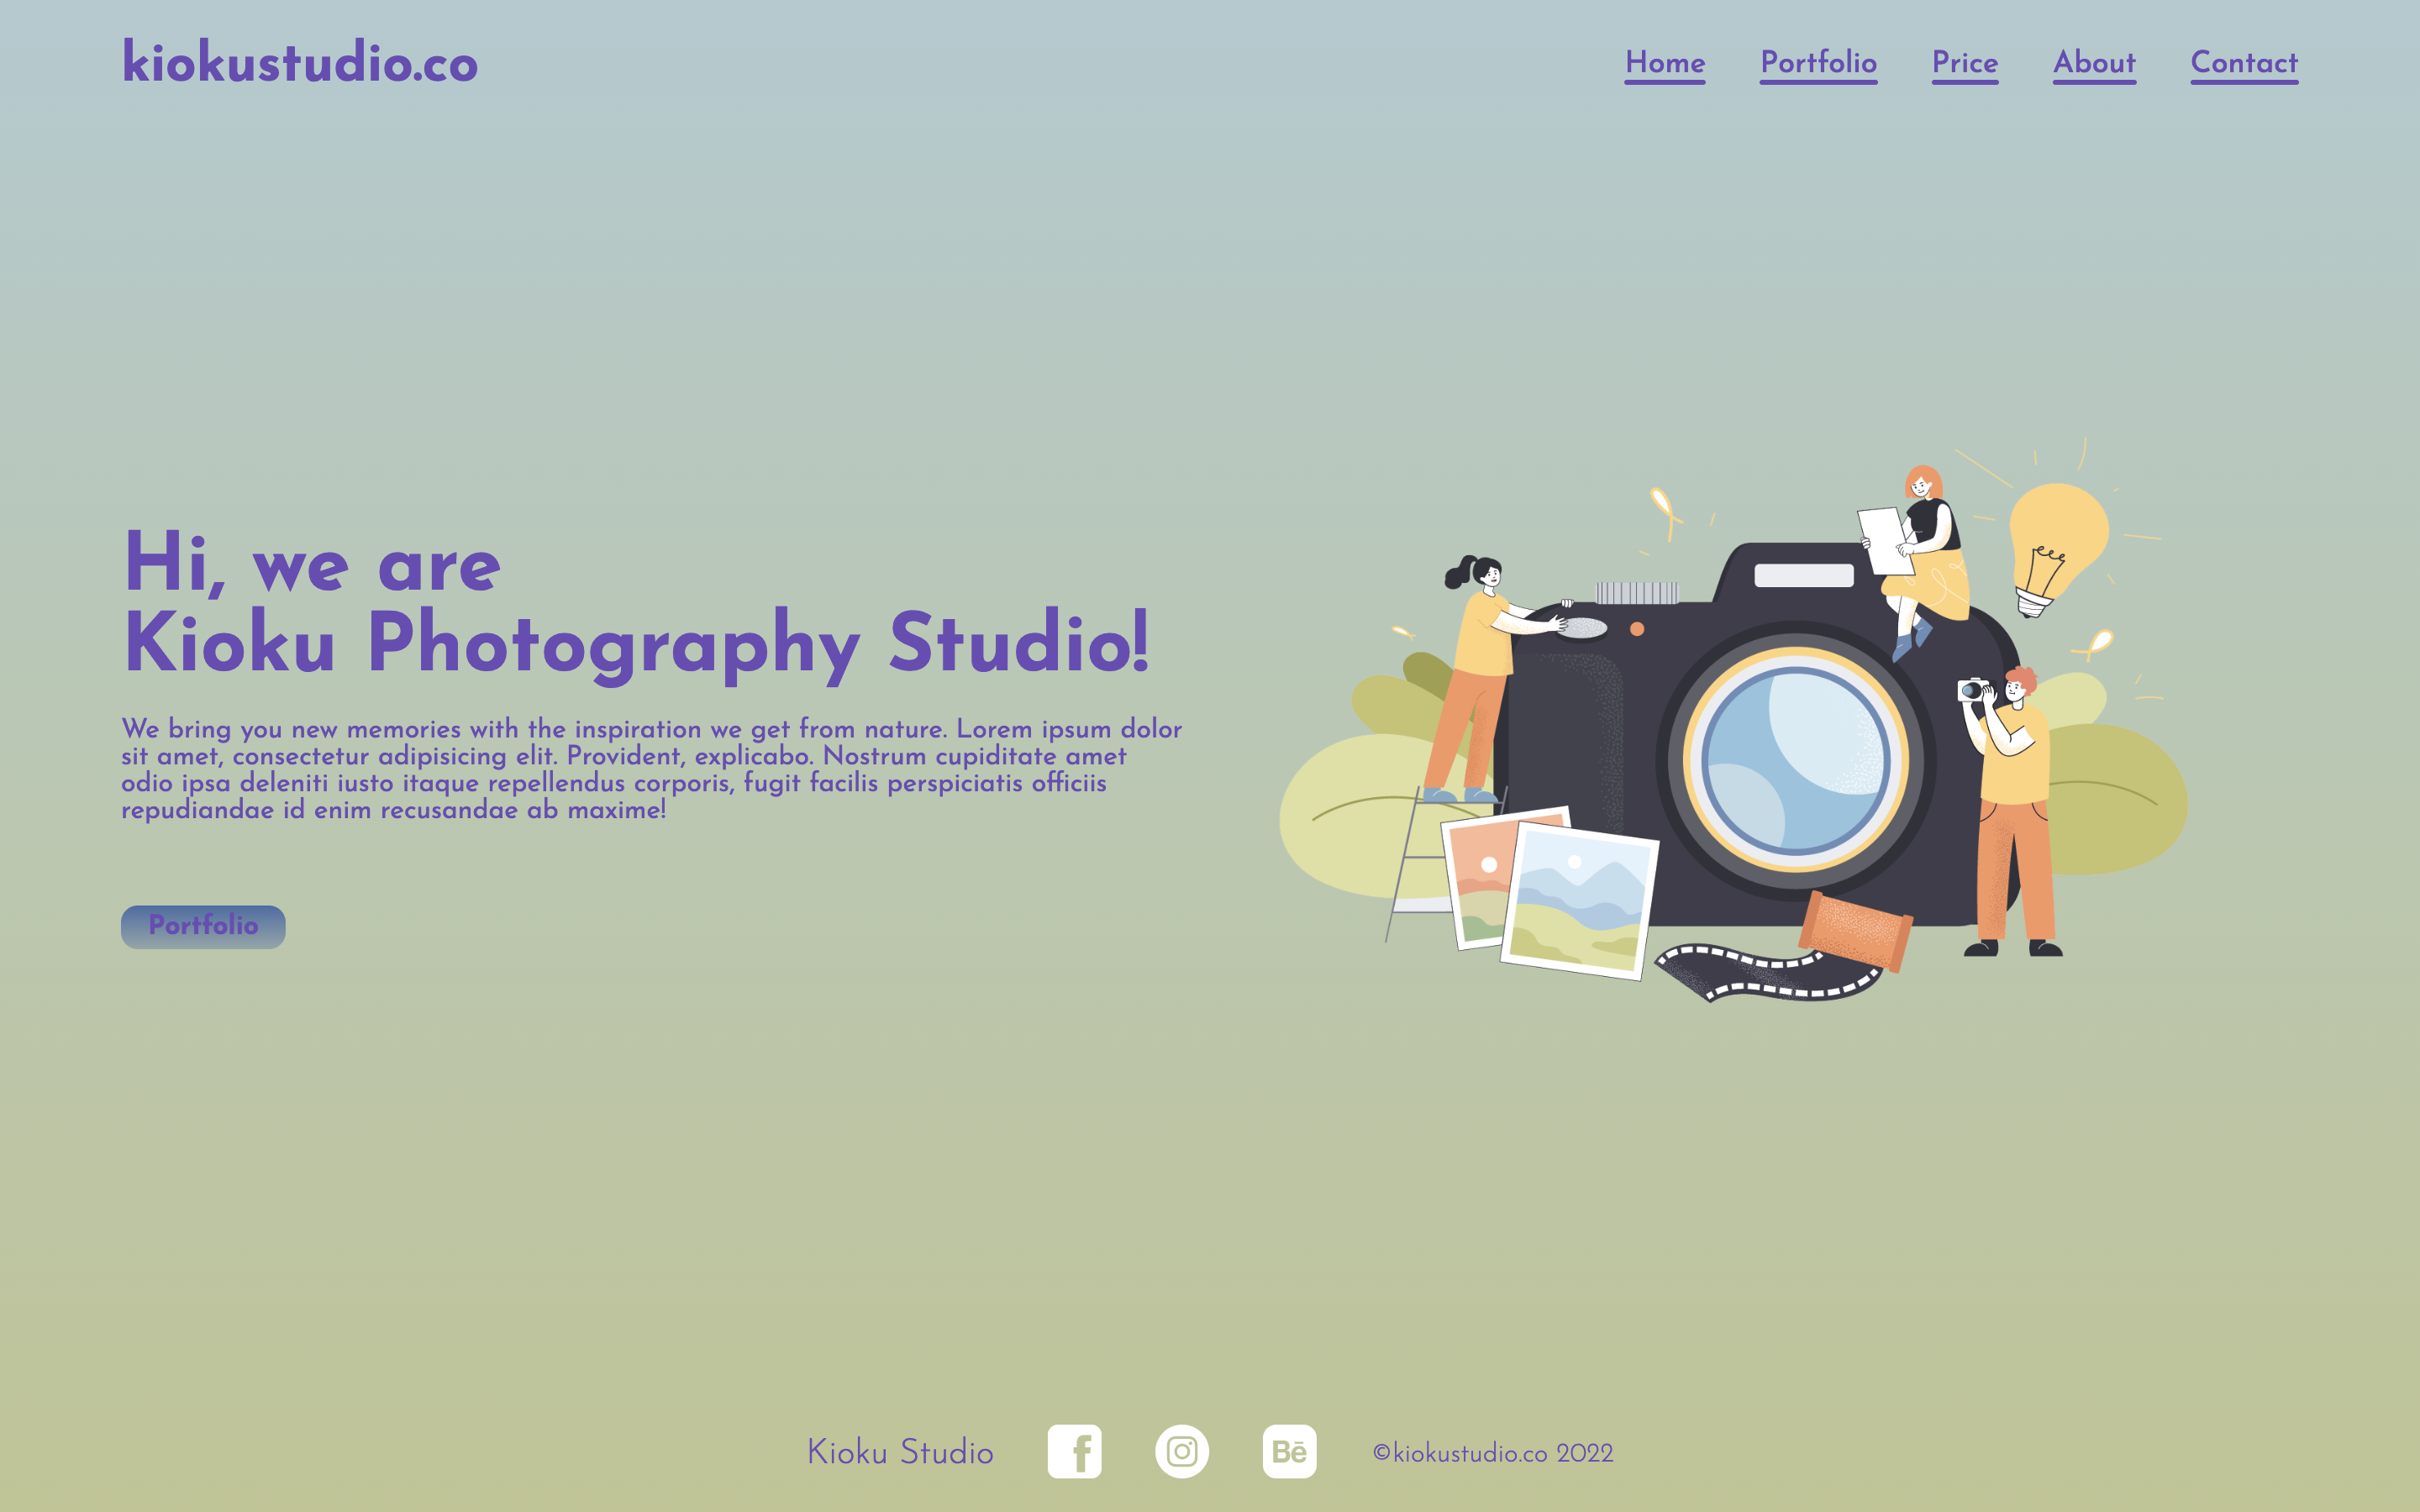 kiokustudio.co
Home Portfolio Price About Contact
Hi, we are
Kioku Photography Studio!
We bring you new memories with the inspiration we get from nature. Lorem ipsum dolor
sit amet, consectetur adipisicing elit. Provident, explicabo. Nostrum cupiditate amet
odio ipsa deleniti iusto itaque repellendus corporis, fugit facilis perspiciatis officiis
repudiandae id enim recusandae ab maxime!
Portfolio
Kioku Studio f Bē ©kiokustudio.co 2022